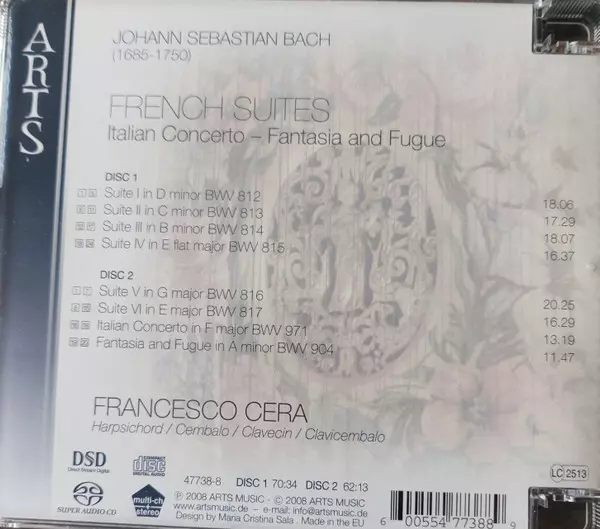 ARTS
JOHANN SEBASTIAN BACH
(1685-1750)
FRENCH SUITES
Italian Concerto – Fantasia and Fugue
DISC 1
Suite I in D minor BWV 812 18.06
Suite II in C minor BWV 813 17.29
Suite III in B minor BWV 814 18.07
Suite IV in E flat major BWV 815 16.37
DISC 2
Suite V in G major BWV 816 20.25
Suite VI in E major BWV 817 16.29
Italian Concerto in F major BWV 971 13.19
Fantasia and Fugue in A minor BWV 904 11.47
FRANCESCO CERA
Harpsichord / Cembalo / Clavecin / Clavicembalo
DSD
Direct Stream Digital
COMPACT
disc
DIGITAL AUDIO
SUPER AUDIO CD
multi-ch
stereo
47738-8 DISC 1 70:34 DISC 2 62:13
℗ 2008 ARTS MUSIC - © 2008 ARTS MUSIC
www.artsmusic.de – e-mail: info@artsmusic.de
Design by Maria Cristina Sala . Made in the EU
LC 2513
6 00554 77388 9